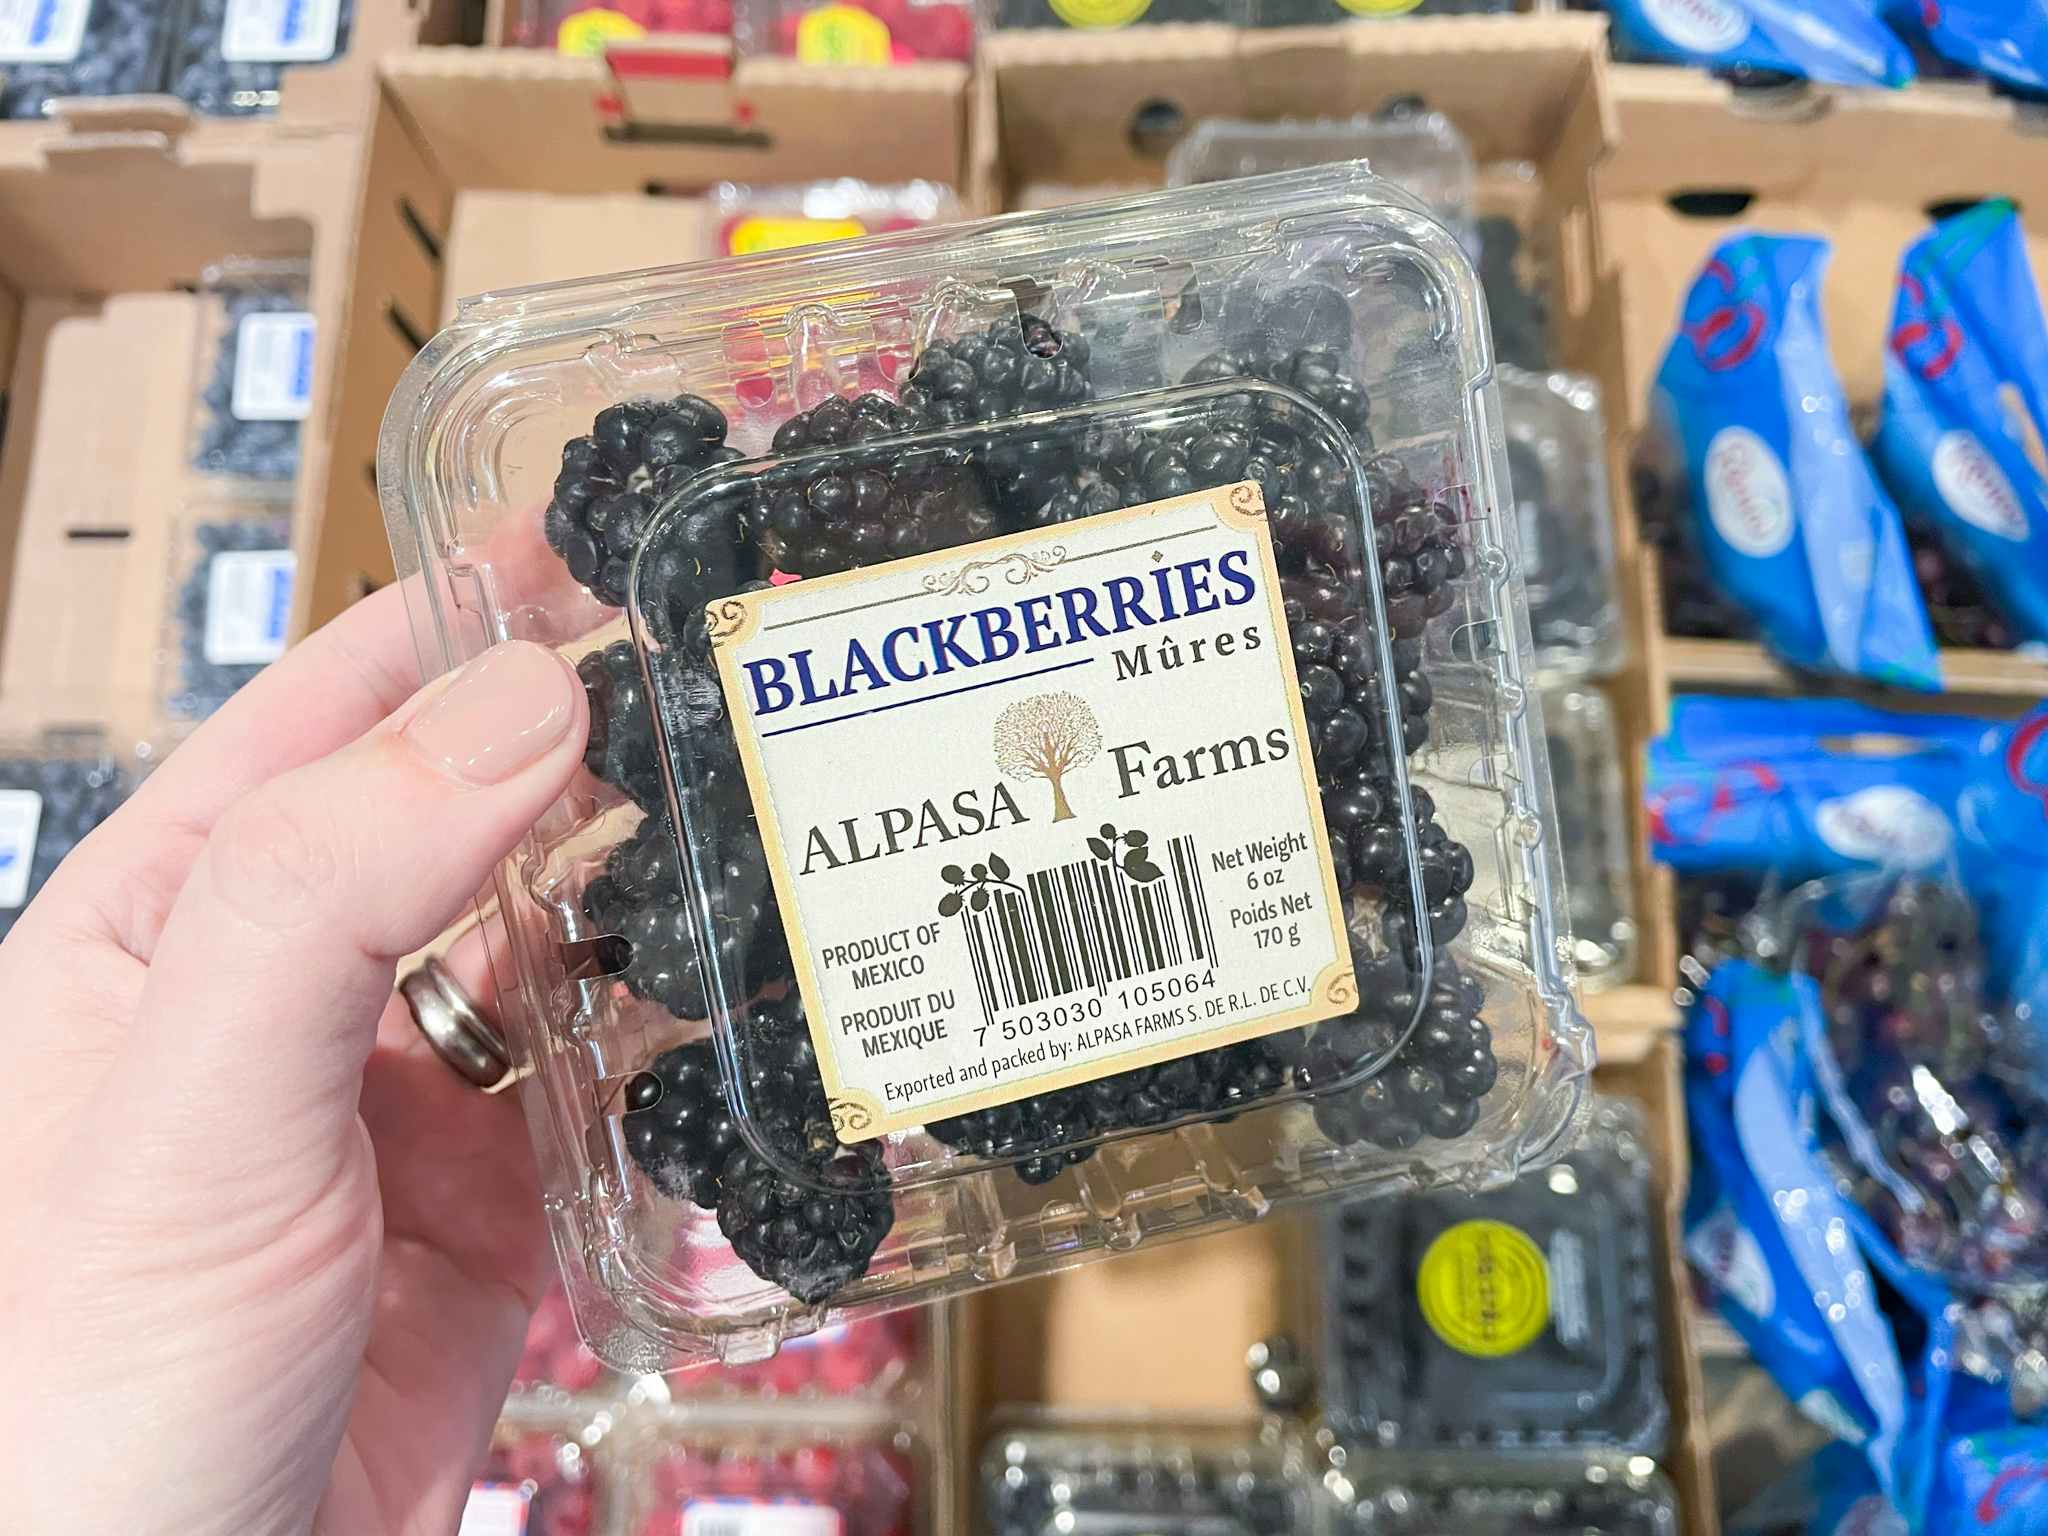 BLACKBERRIES
Mûres
ALPASA Farms
Net Weight
6 oz
Poids Net
170 g
PRODUCT OF
MEXICO
PRODUIT DU
MEXIQUE
7 503030 105064
Exported and packed by: ALPASA FARMS S. DE R.L. DE C.V.